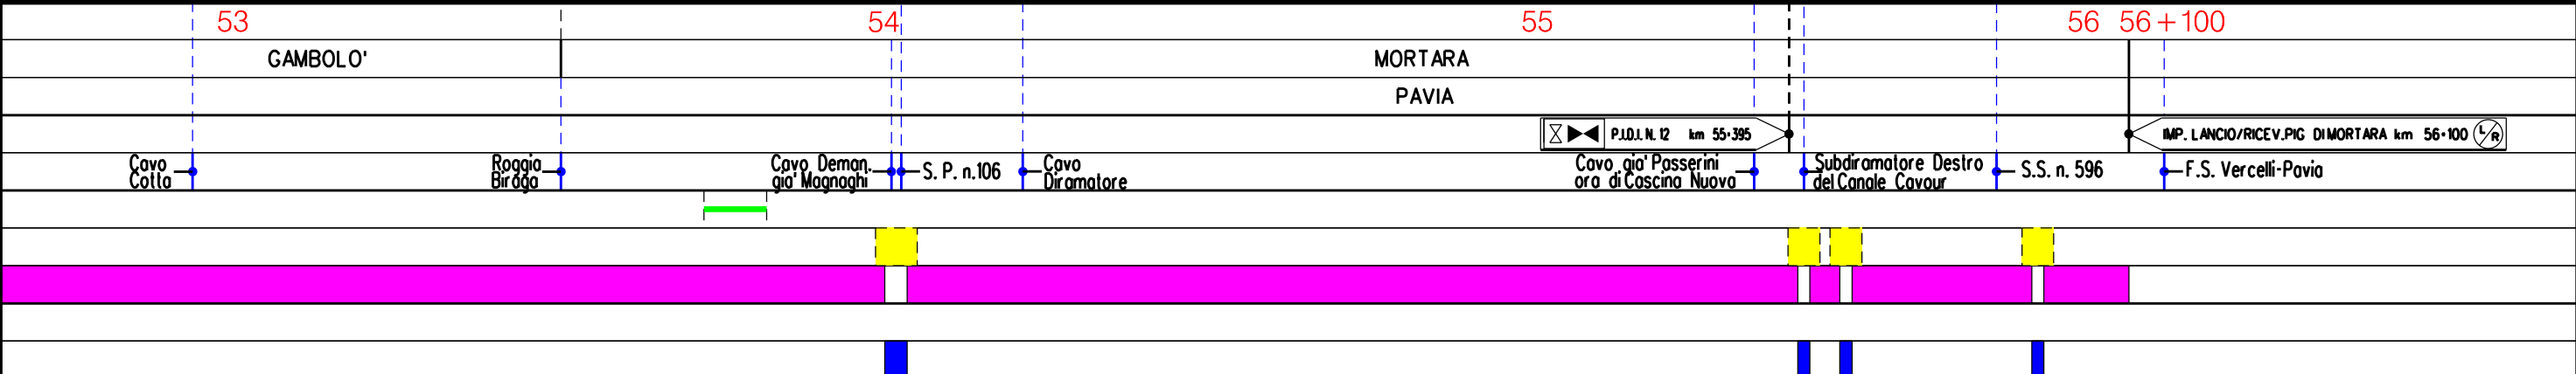 53 54 55 56 56+100
GAMBOLO' MORTARA
PAVIA
P.I.D.I. N. 12 km 55+395 IMP. LANCIO/RICEV.PIG DI MORTARA km 56+100 L/R
Cavo
Cotta
Roggia
Biraga
Cavo Deman.
gia' Magnaghi
S. P. n.106
Cavo
Diramatore
Cavo gia' Passerini
ora di Cascina Nuova
Subdiramatore Destro
del Canale Cavour
S.S. n. 596
F.S. Vercelli-Pavia